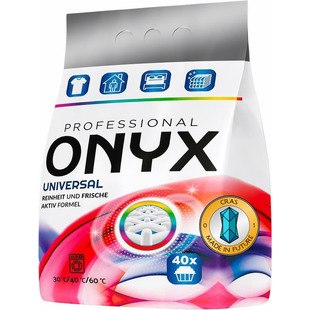 PROFESSIONAL
ONYX
UNIVERSAL
REINHEIT UND FRISCHE
AKTIV FORMEL
CRAS
MADE IN FUTURE
40x
30°C/40°C/60°C